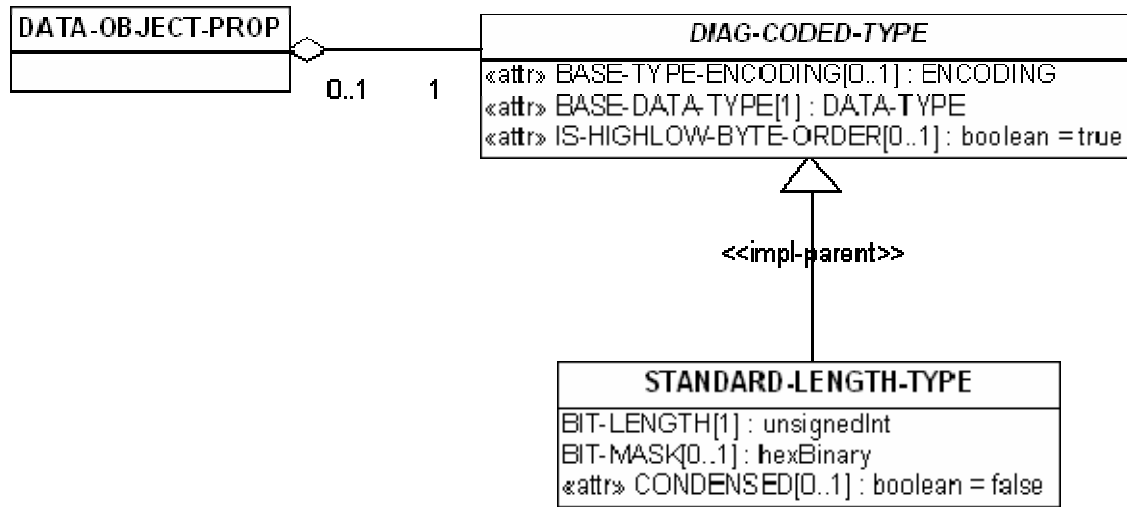 DATA-OBJECT-PROP
0..1
1
DIAG-CODED-TYPE
«attr» BASE-TYPE-ENCODING[0..1] : ENCODING
«attr» BASE-DATA-TYPE[1] : DATA-TYPE
«attr» IS-HIGHLOW-BYTE-ORDER[0..1] : boolean = true
<<impl-parent>>
STANDARD-LENGTH-TYPE
BIT-LENGTH[1] : unsignedInt
BIT-MASK[0..1] : hexBinary
«attr» CONDENSED[0..1] : boolean = false